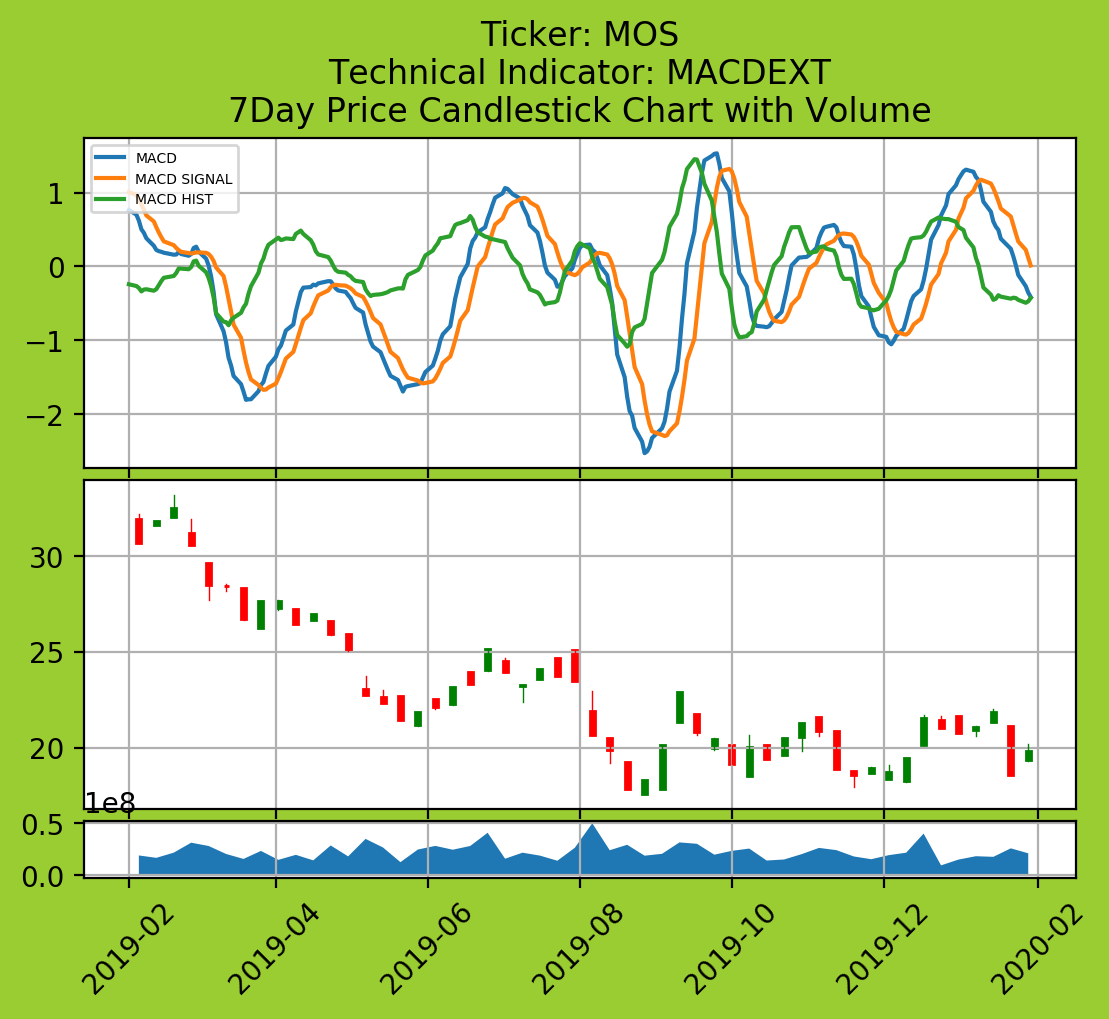 Ticker: MOS
Technical Indicator: MACDEXT
7Day Price Candlestick Chart with Volume
MACD
MACD SIGNAL
MACD HIST
1
0
−1
−2
30
25
20
1e8
0.5
0.0
2019-02
2019-04
2019-06
2019-08
2019-10
2019-12
2020-02